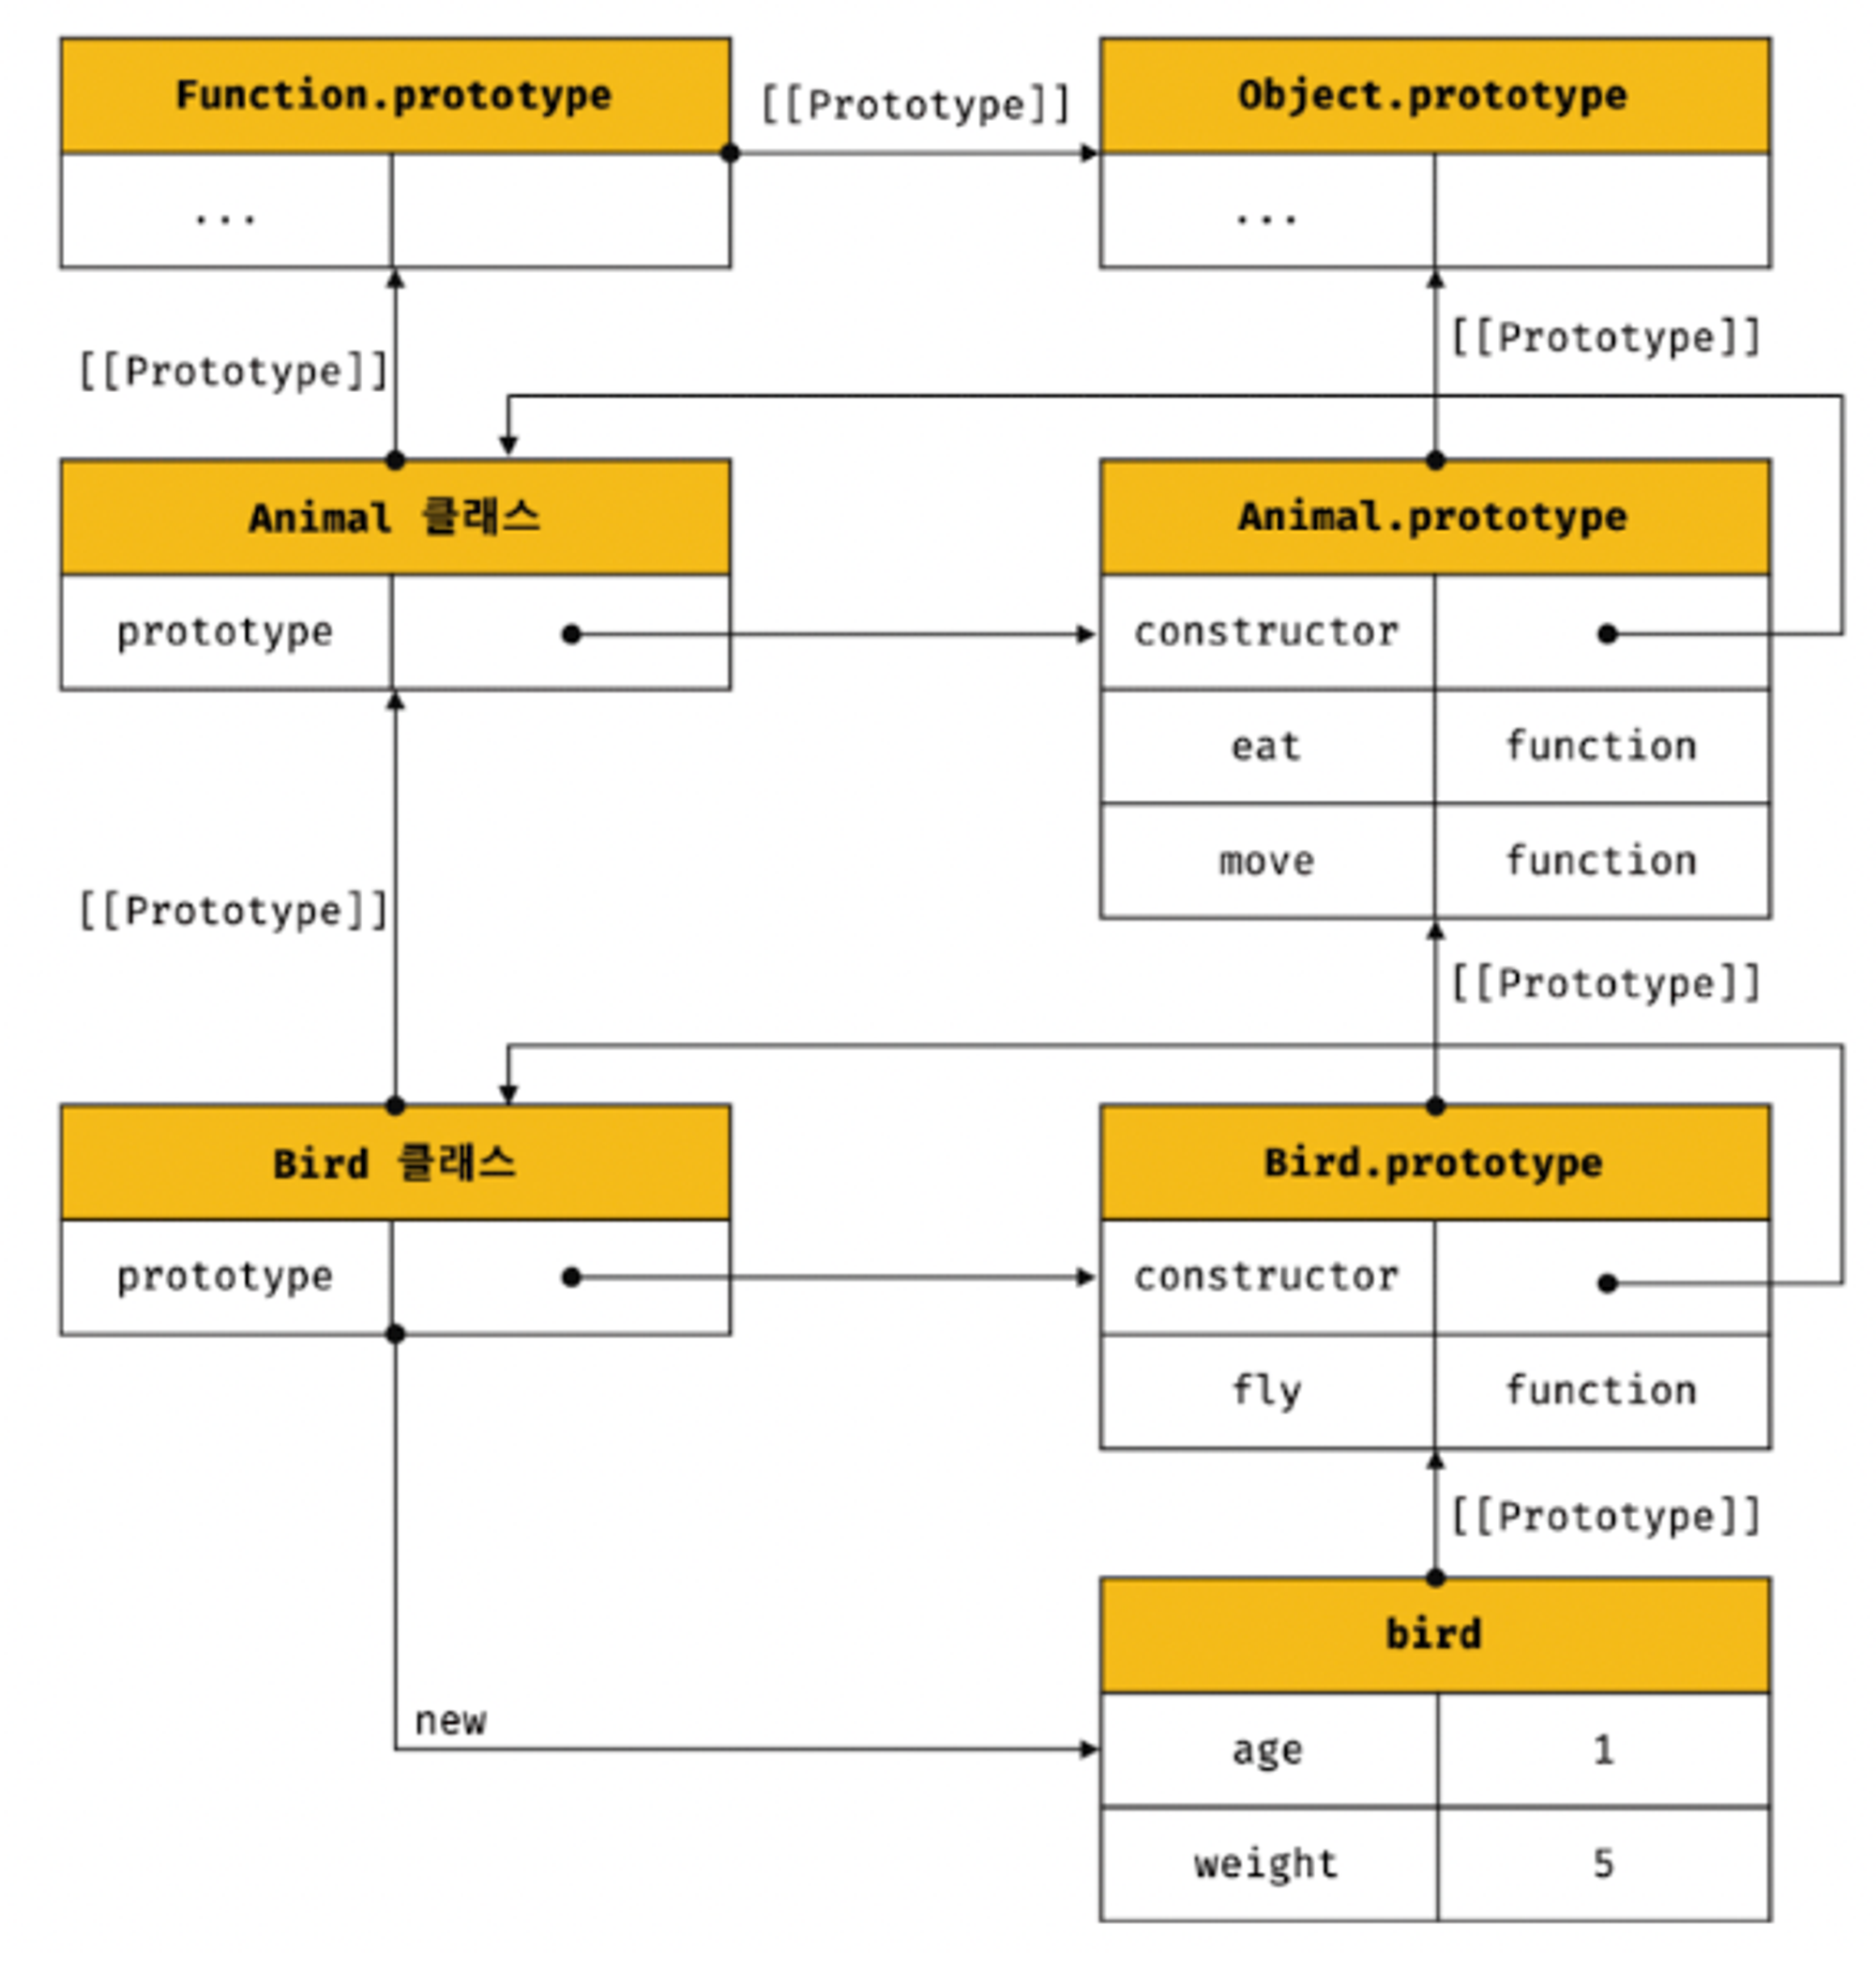 Function.prototype
[[Prototype]]
Object.prototype
...
...
[[Prototype]]
[[Prototype]]
Animal 클래스
Animal.prototype
prototype
constructor
eat
function
move
function
[[Prototype]]
[[Prototype]]
Bird 클래스
Bird.prototype
prototype
constructor
fly
function
[[Prototype]]
bird
new
age
1
weight
5